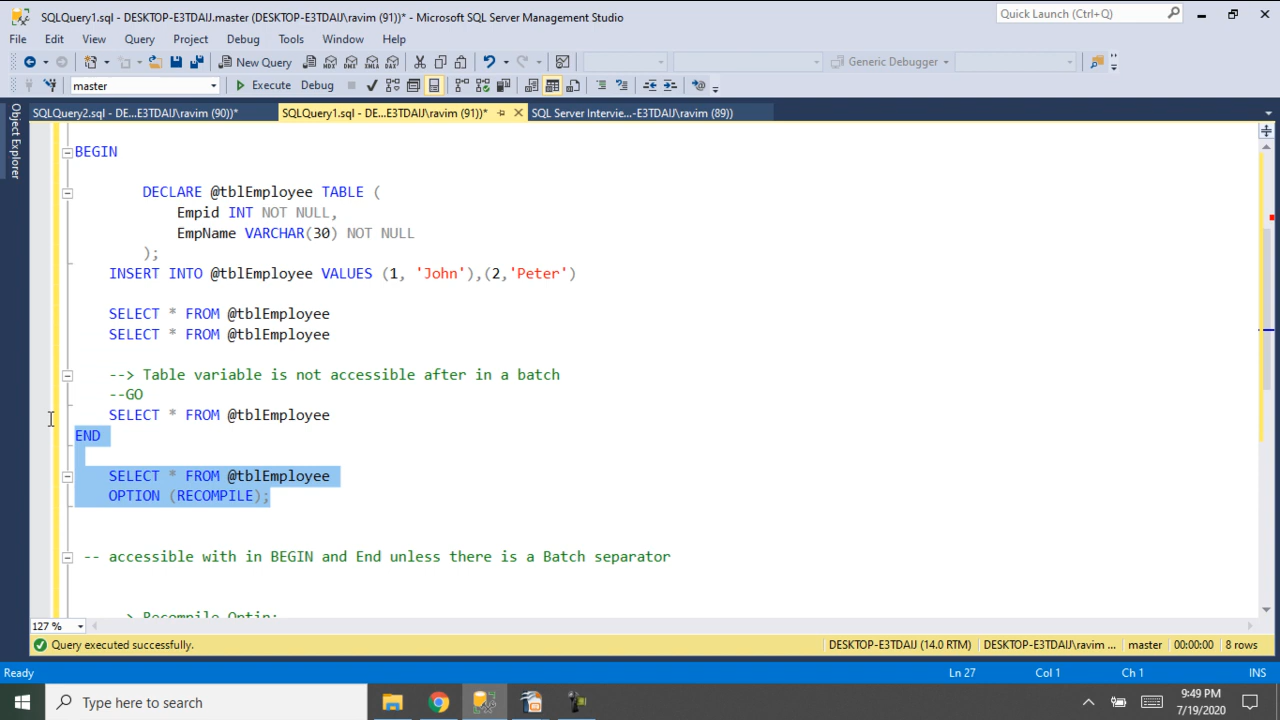 SQLQuery1.sql - DESKTOP-E3TDAIJ.master (DESKTOP-E3TDAIJ\ravim (91))* - Microsoft SQL Server Management Studio
Quick Launch (Ctrl+Q)
File Edit View Query Project Debug Tools Window Help
New Query
Generic Debugger
master
Execute Debug
SQLQuery2.sql - DE...E3TDAIJ\ravim (90))*
SQLQuery1.sql - DE...E3TDAIJ\ravim (91))*
SQL Server Intervie...-E3TDAIJ\ravim (89))
Object Explorer
BEGIN
DECLARE @tblEmployee TABLE (
Empid INT NOT NULL,
EmpName VARCHAR(30) NOT NULL
);
INSERT INTO @tblEmployee VALUES (1, 'John'),(2,'Peter')
SELECT * FROM @tblEmployee
SELECT * FROM @tblEmployee
--> Table variable is not accessible after in a batch
--GO
SELECT * FROM @tblEmployee
END
SELECT * FROM @tblEmployee
OPTION (RECOMPILE);
-- accessible with in BEGIN and End unless there is a Batch separator
> Recompile Optin:
127 %
Query executed successfully.
DESKTOP-E3TDAIJ (14.0 RTM) DESKTOP-E3TDAIJ\ravim ... master 00:00:00 8 rows
Ready
Ln 27 Col 1 Ch 1 INS
Type here to search
9:49 PM
7/19/2020